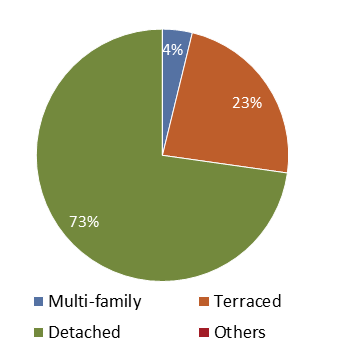 4%
23%
73%
Multi-family Terraced
Detached Others